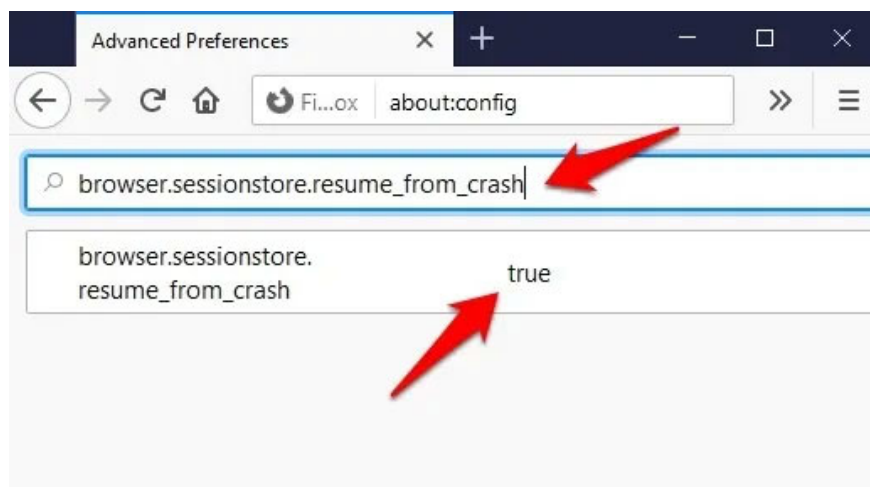 Advanced Preferences
Fi...ox about:config
browser.sessionstore.resume_from_crash
browser.sessionstore. true
resume_from_crash